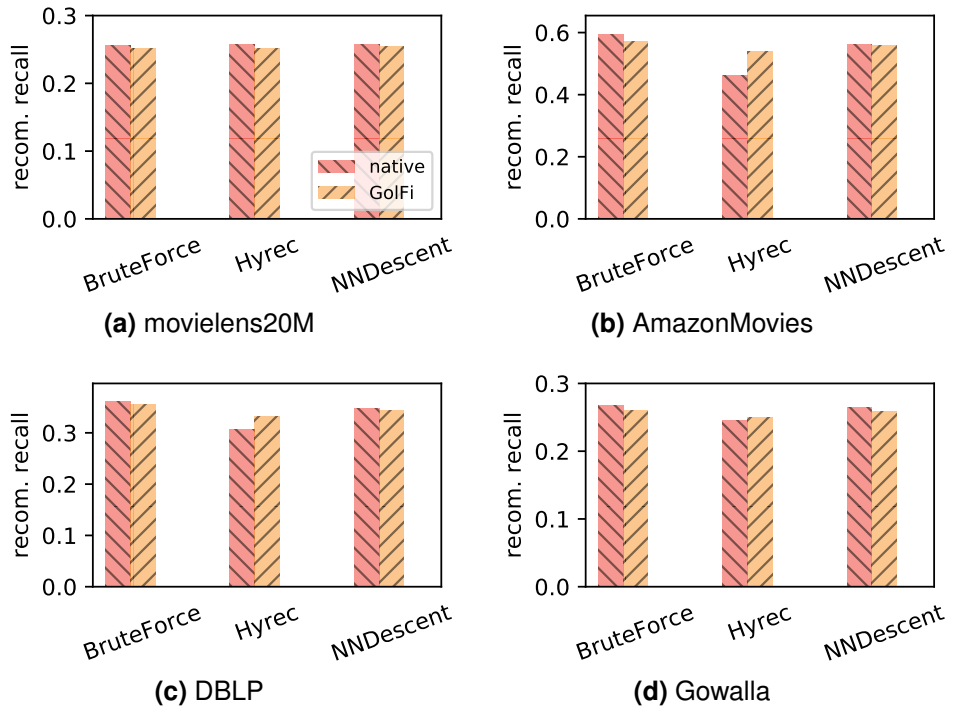 0.3
0.2
0.1
0.0
recom. recall
native
GolFi
BruteForce
Hyrec
NNDescent
(a) movielens20M
0.6
0.4
0.2
0.0
recom. recall
BruteForce
Hyrec
NNDescent
(b) AmazonMovies
0.3
0.2
0.1
0.0
recom. recall
BruteForce
Hyrec
NNDescent
(c) DBLP
0.3
0.2
0.1
0.0
recom. recall
BruteForce
Hyrec
NNDescent
(d) Gowalla